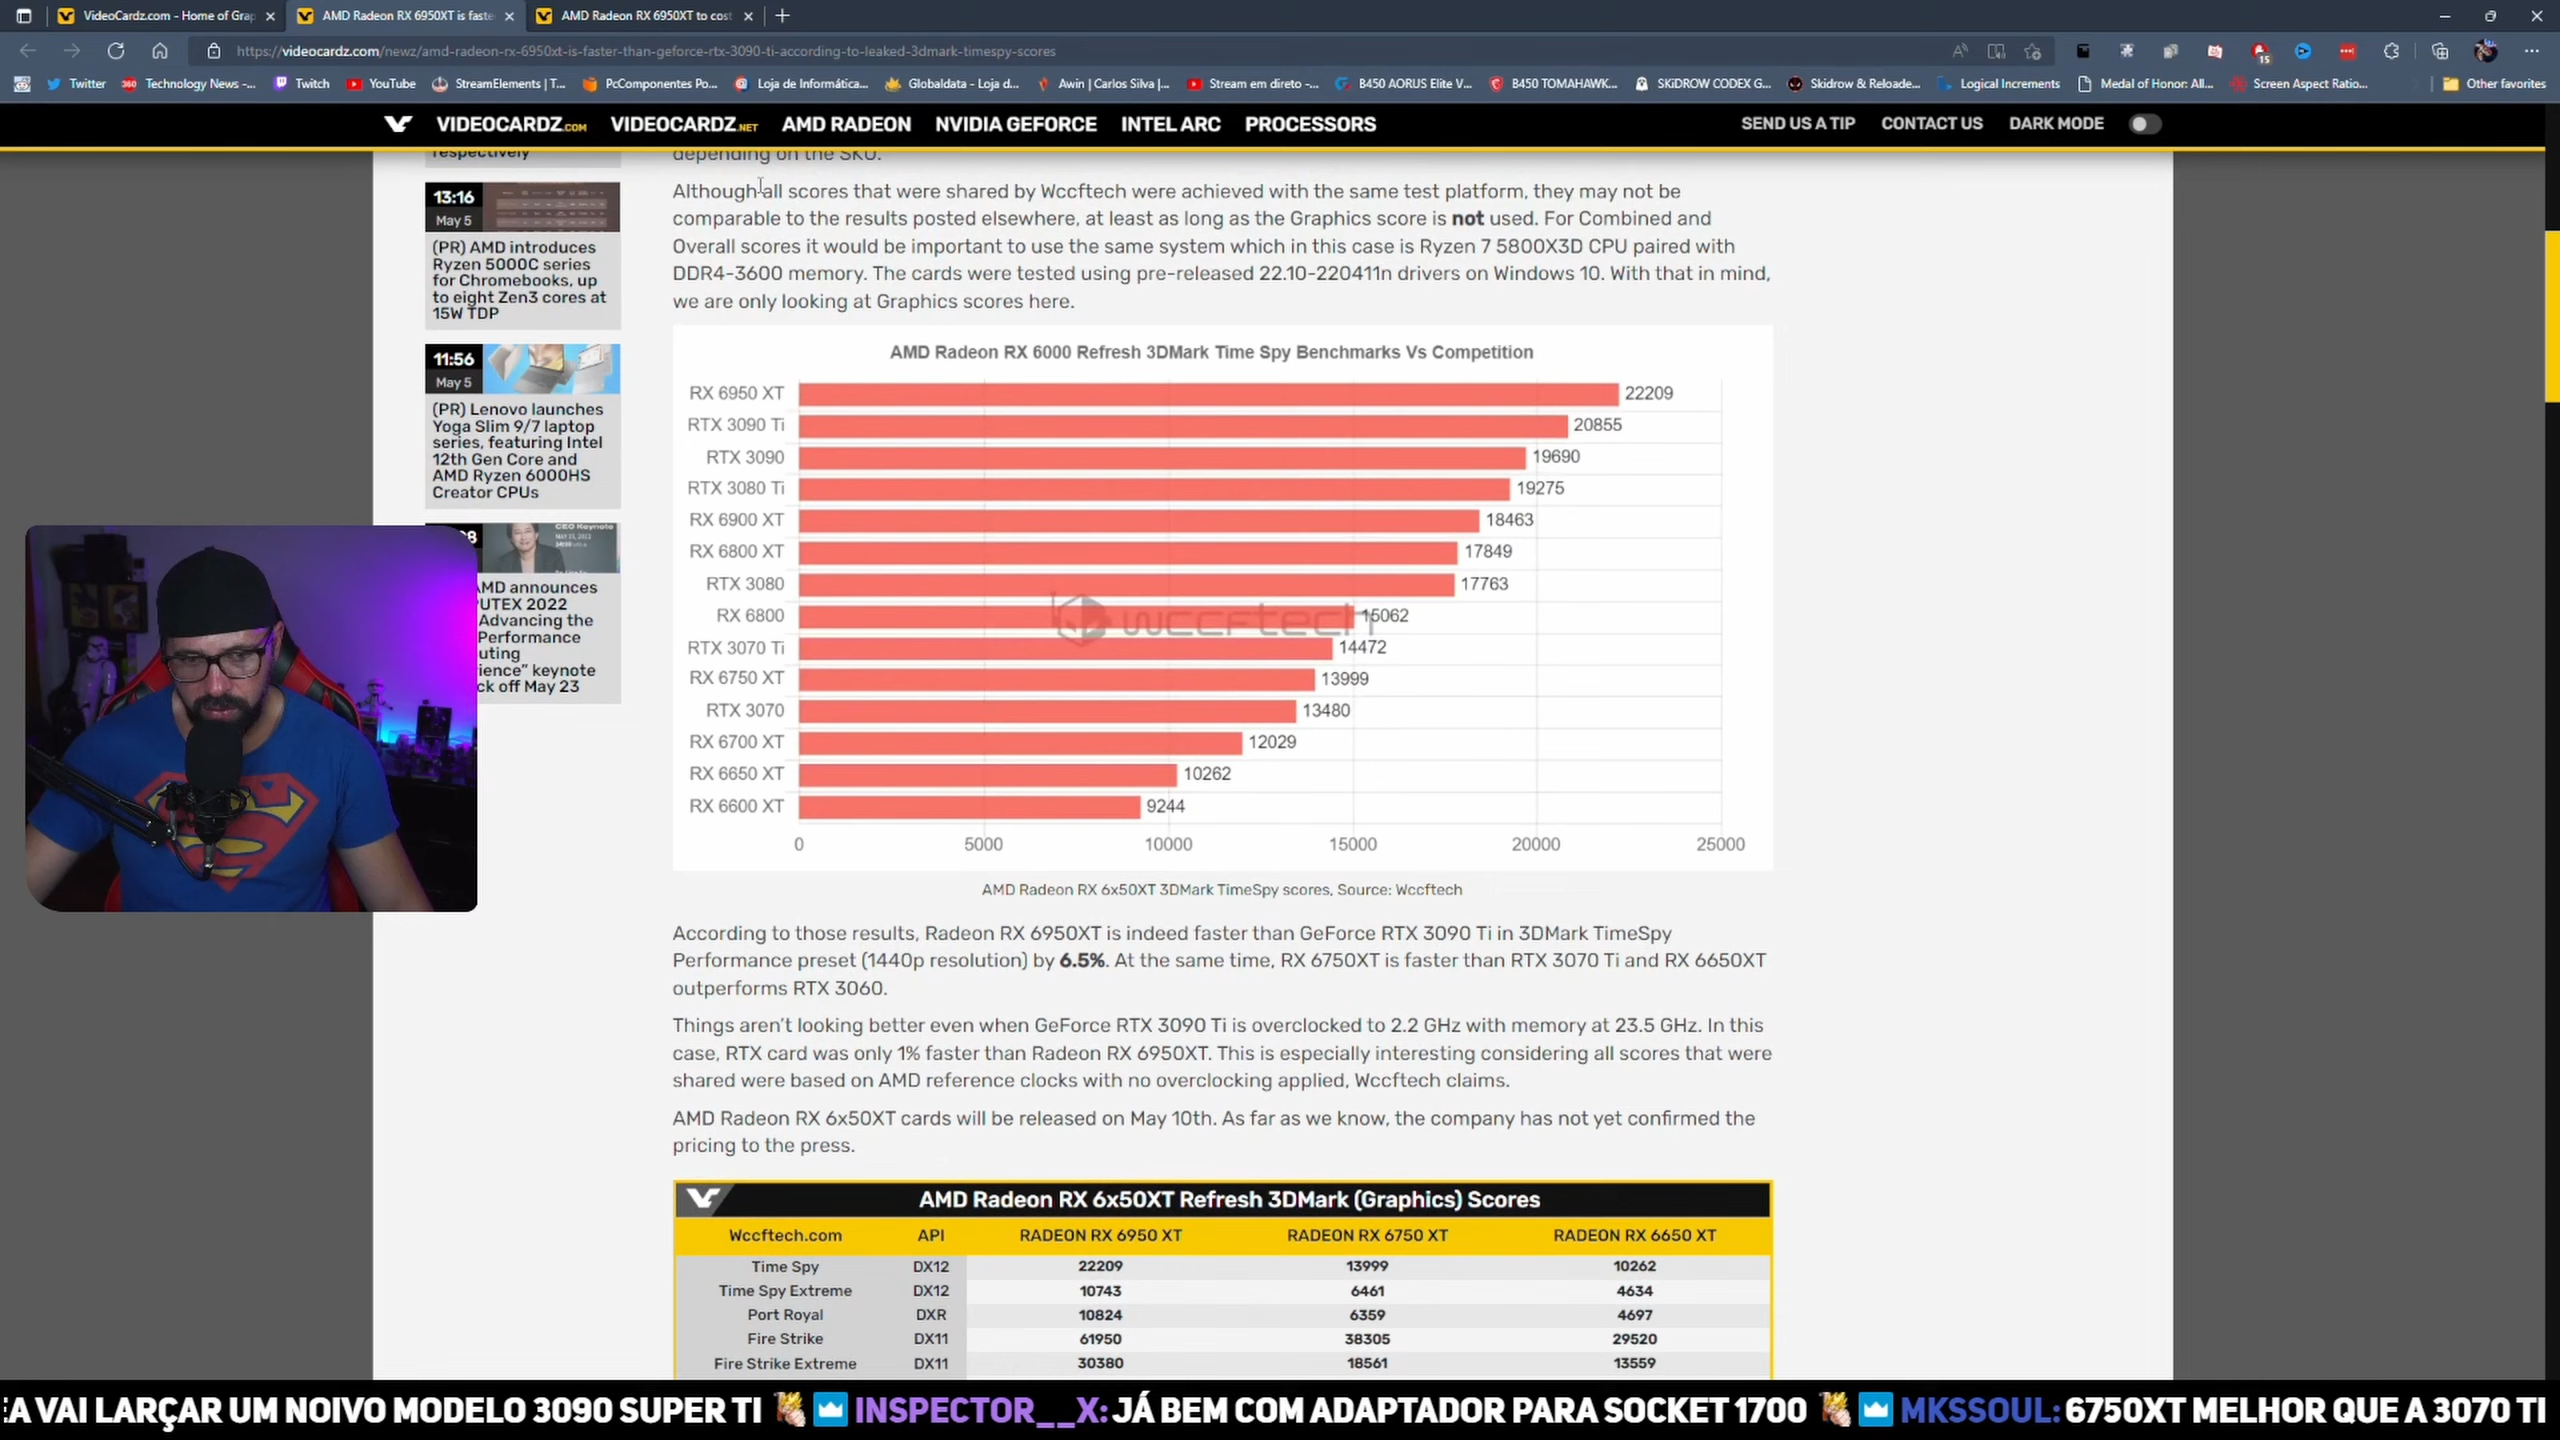 VideoCardz.com - Home of Grap
AMD Radeon RX 6950XT is faste
AMD Radeon RX 6950XT to cost
https://videocardz.com/newz/amd-radeon-rx-6950xt-is-faster-than-geforce-rtx-3090-ti-according-to-leaked-3dmark-timespy-scores
15
Twitter
Technology News -...
Twitch
YouTube
StreamElements | T...
PcComponentes Po...
Loja de Informática...
Globaldata - Loja d...
Awin | Carlos Silva |...
Stream em direto -...
B450 AORUS Elite V...
B450 TOMAHAWK...
SKiDROW CODEX G...
Skidrow & Reloade...
Logical Increments
Medal of Honor: All...
Screen Aspect Ratio...
Other favorites
VIDEOCARDZ.COM VIDEOCARDZ.NET AMD RADEON NVIDIA GEFORCE INTEL ARC PROCESSORS SEND US A TIP CONTACT US DARK MODE
respectively
13:16
May 5
(PR) AMD introduces
Ryzen 5000C series
for Chromebooks, up
to eight Zen3 cores at
15W TDP
11:56
May 5
(PR) Lenovo launches
Yoga Slim 9/7 laptop
series, featuring Intel
12th Gen Core and
AMD Ryzen 6000HS
Creator CPUs
CEO Keynote
MAY 23, 2022
8
AMD announces
UTEX 2022
Advancing the
Performance
uting
ience” keynote
ck off May 23
depending on the SKU.
Although all scores that were shared by Wccftech were achieved with the same test platform, they may not be
comparable to the results posted elsewhere, at least as long as the Graphics score is not used. For Combined and
Overall scores it would be important to use the same system which in this case is Ryzen 7 5800X3D CPU paired with
DDR4-3600 memory. The cards were tested using pre-released 22.10-220411n drivers on Windows 10. With that in mind,
we are only looking at Graphics scores here.
AMD Radeon RX 6000 Refresh 3DMark Time Spy Benchmarks Vs Competition
RX 6950 XT 22209
RTX 3090 Ti 20855
RTX 3090 19690
RTX 3080 Ti 19275
RX 6900 XT 18463
RX 6800 XT 17849
RTX 3080 17763
RX 6800 15062
wccftech
RTX 3070 Ti 14472
RX 6750 XT 13999
RTX 3070 13480
RX 6700 XT 12029
RX 6650 XT 10262
RX 6600 XT 9244
0 5000 10000 15000 20000 25000
AMD Radeon RX 6x50XT 3DMark TimeSpy scores, Source: Wccftech
According to those results, Radeon RX 6950XT is indeed faster than GeForce RTX 3090 Ti in 3DMark TimeSpy
Performance preset (1440p resolution) by 6.5%. At the same time, RX 6750XT is faster than RTX 3070 Ti and RX 6650XT
outperforms RTX 3060.
Things aren’t looking better even when GeForce RTX 3090 Ti is overclocked to 2.2 GHz with memory at 23.5 GHz. In this
case, RTX card was only 1% faster than Radeon RX 6950XT. This is especially interesting considering all scores that were
shared were based on AMD reference clocks with no overclocking applied, Wccftech claims.
AMD Radeon RX 6x50XT cards will be released on May 10th. As far as we know, the company has not yet confirmed the
pricing to the press.
AMD Radeon RX 6x50XT Refresh 3DMark (Graphics) Scores
Wccftech.com API RADEON RX 6950 XT RADEON RX 6750 XT RADEON RX 6650 XT
Time Spy DX12 22209 13999 10262
Time Spy Extreme DX12 10743 6461 4634
Port Royal DXR 10824 6359 4697
Fire Strike DX11 61950 38305 29520
Fire Strike Extreme DX11 30380 18561 13559
EA VAI LARÇAR UM NOIVO MODELO 3090 SUPER TI INSPECTOR__X: JÁ BEM COM ADAPTADOR PARA SOCKET 1700 MKSSOUL: 6750XT MELHOR QUE A 3070 TI